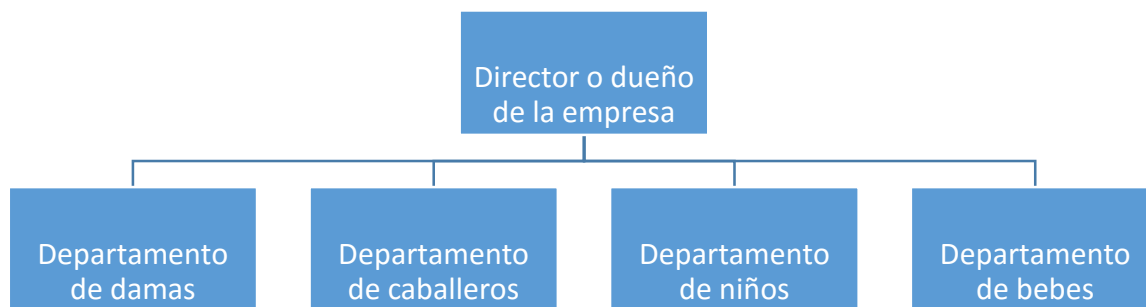 Director o dueño
de la empresa
Departamento
de damas
Departamento
de caballeros
Departamento
de niños
Departamento
de bebes